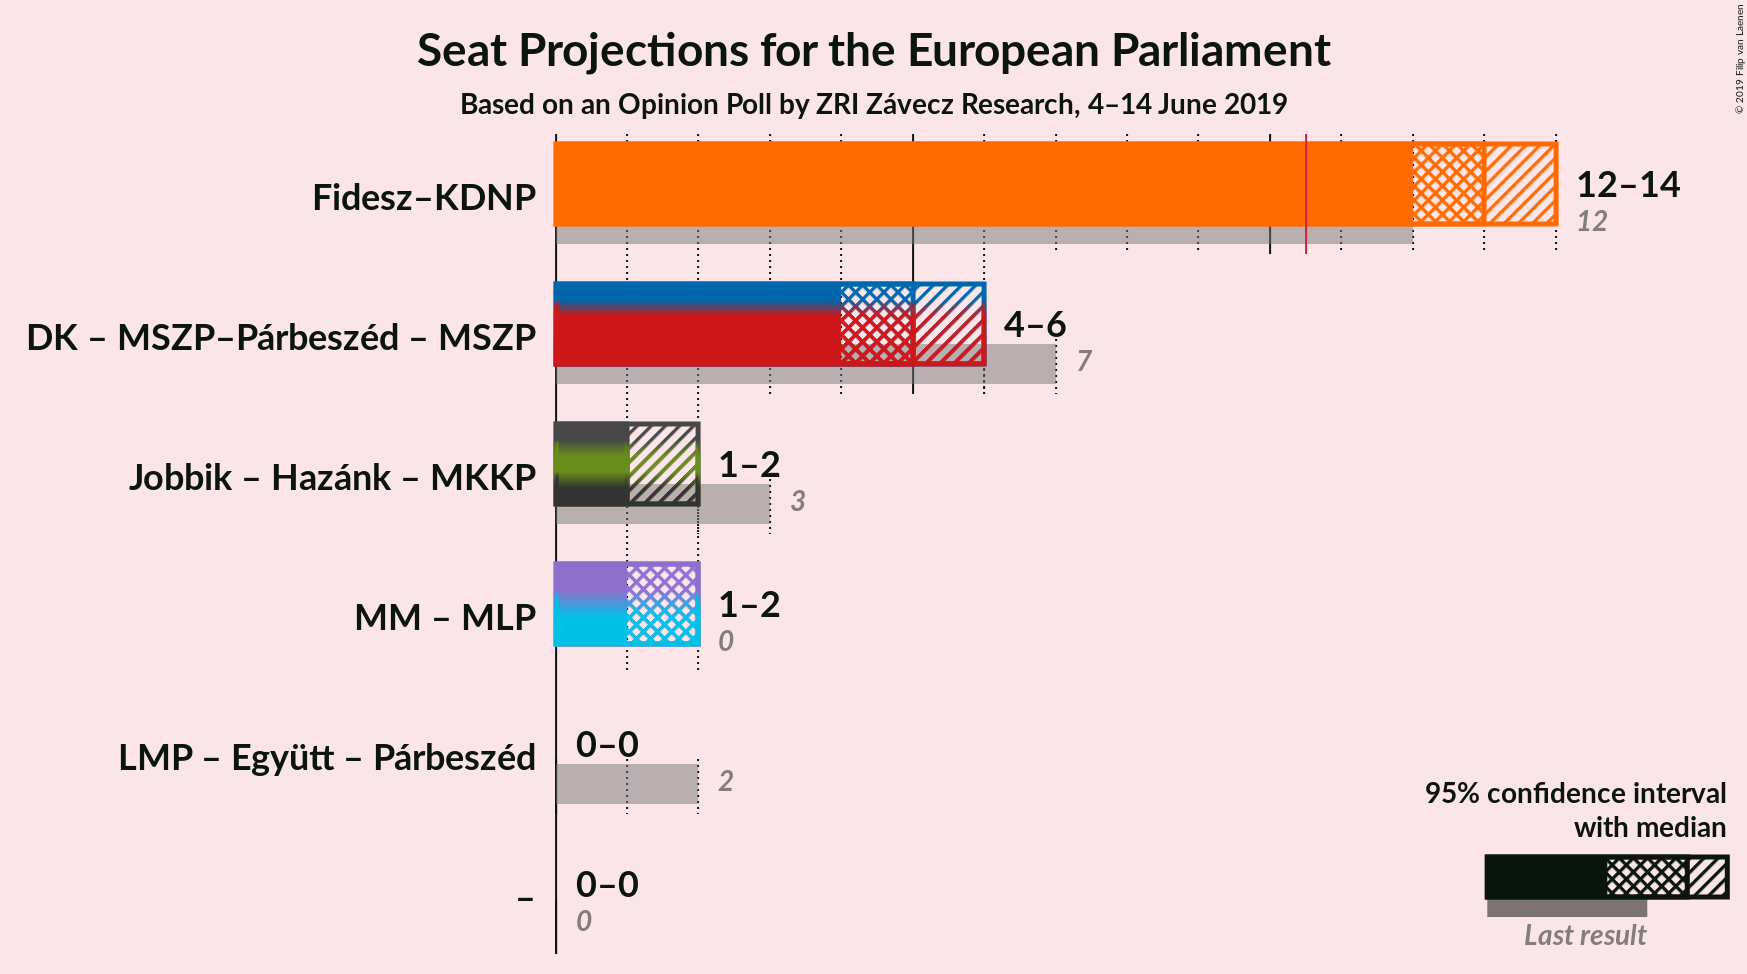 Seat Projections for the European Parliament
Based on an Opinion Poll by ZRI Závecz Research, 4–14 June 2019
© 2019 Filip van Laenen
Fidesz–KDNP
12–14
12
DK – MSZP–Párbeszéd – MSZP
4–6
7
Jobbik – Hazánk – MKKP
1–2
3
MM – MLP
1–2
0
LMP – Együtt – Párbeszéd
0–0
2
–
0–0
0
95% confidence interval
with median
Last result